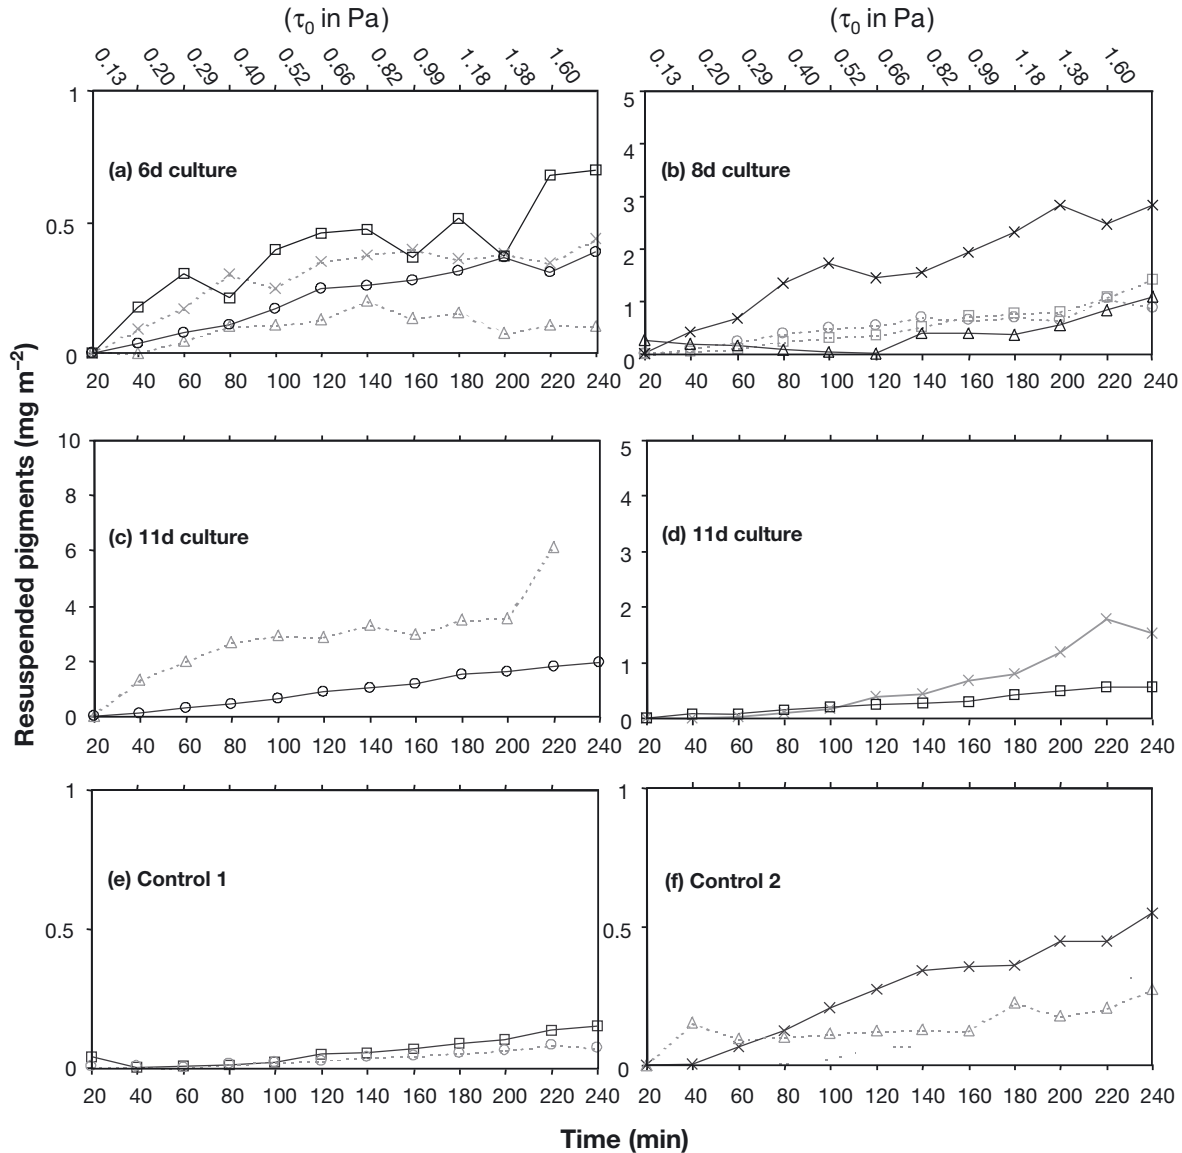 (τ0 in Pa) (τ0 in Pa)
0.13 0.20 0.29 0.40 0.52 0.66 0.82 0.99 1.18 1.38 1.60
0.13 0.20 0.29 0.40 0.52 0.66 0.82 0.99 1.18 1.38 1.60
Resuspended pigments (mg m−2)
1
0.5
0
(a) 6d culture
20 40 60 80 100 120 140 160 180 200 220 240
5
4
3
2
1
0
(b) 8d culture
20 40 60 80 100 120 140 160 180 200 220 240
10
8
6
4
2
0
(c) 11d culture
20 40 60 80 100 120 140 160 180 200 220 240
5
4
3
2
1
0
(d) 11d culture
20 40 60 80 100 120 140 160 180 200 220 240
1
0.5
0
(e) Control 1
20 40 60 80 100 120 140 160 180 200 220 240
1
0.5
0
(f) Control 2
20 40 60 80 100 120 140 160 180 200 220 240
Time (min)